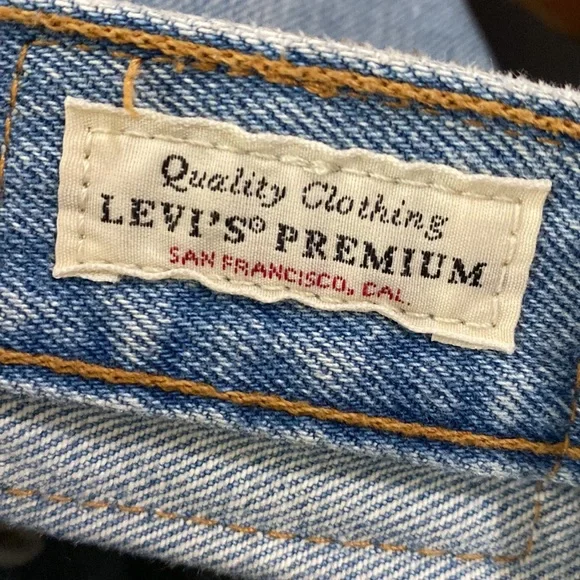 Quality Clothing
LEVI'S® PREMIUM
SAN FRANCISCO, CAL.